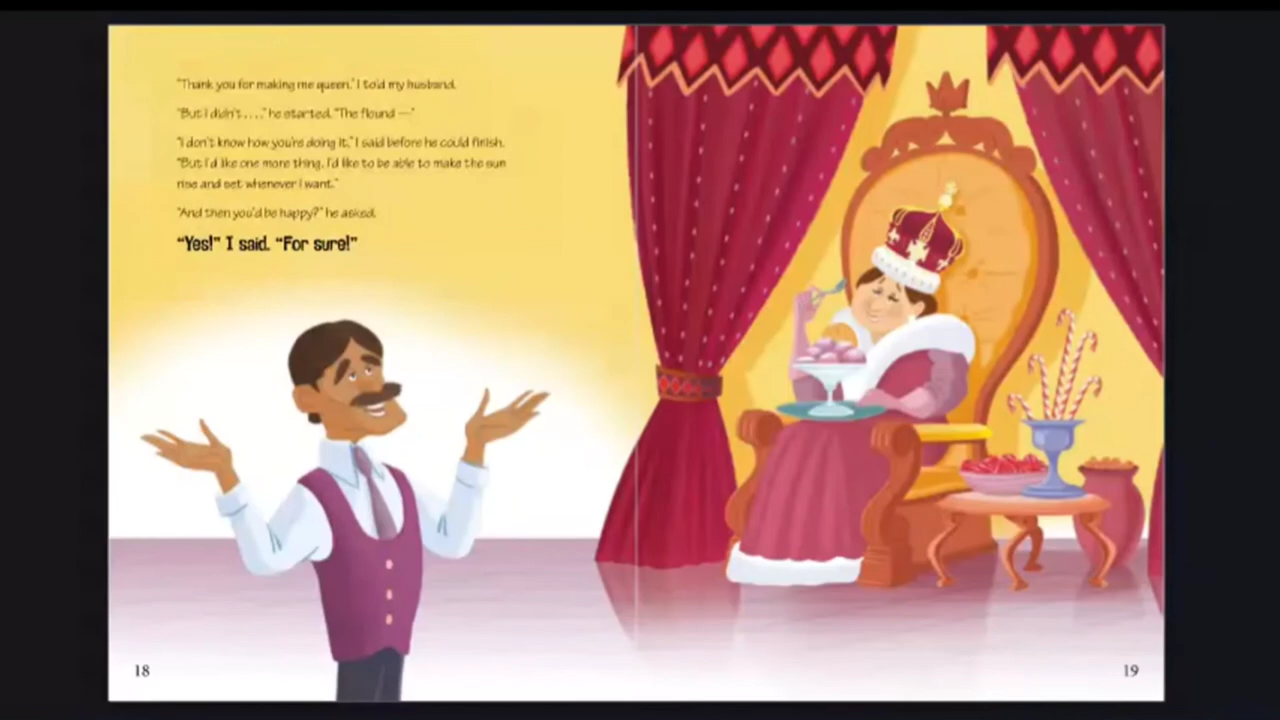 "Thank you for making me queen," I told my husband.
"But I didn't . . . ." he started. "The flound —"
"I don't know how you're doing it," I said before he could finish.
"But I'd like one more thing. I'd like to be able to make the sun
rise and set whenever I want."
"And then you'd be happy?" he asked.
"Yes!" I said. "For sure!"
18
19